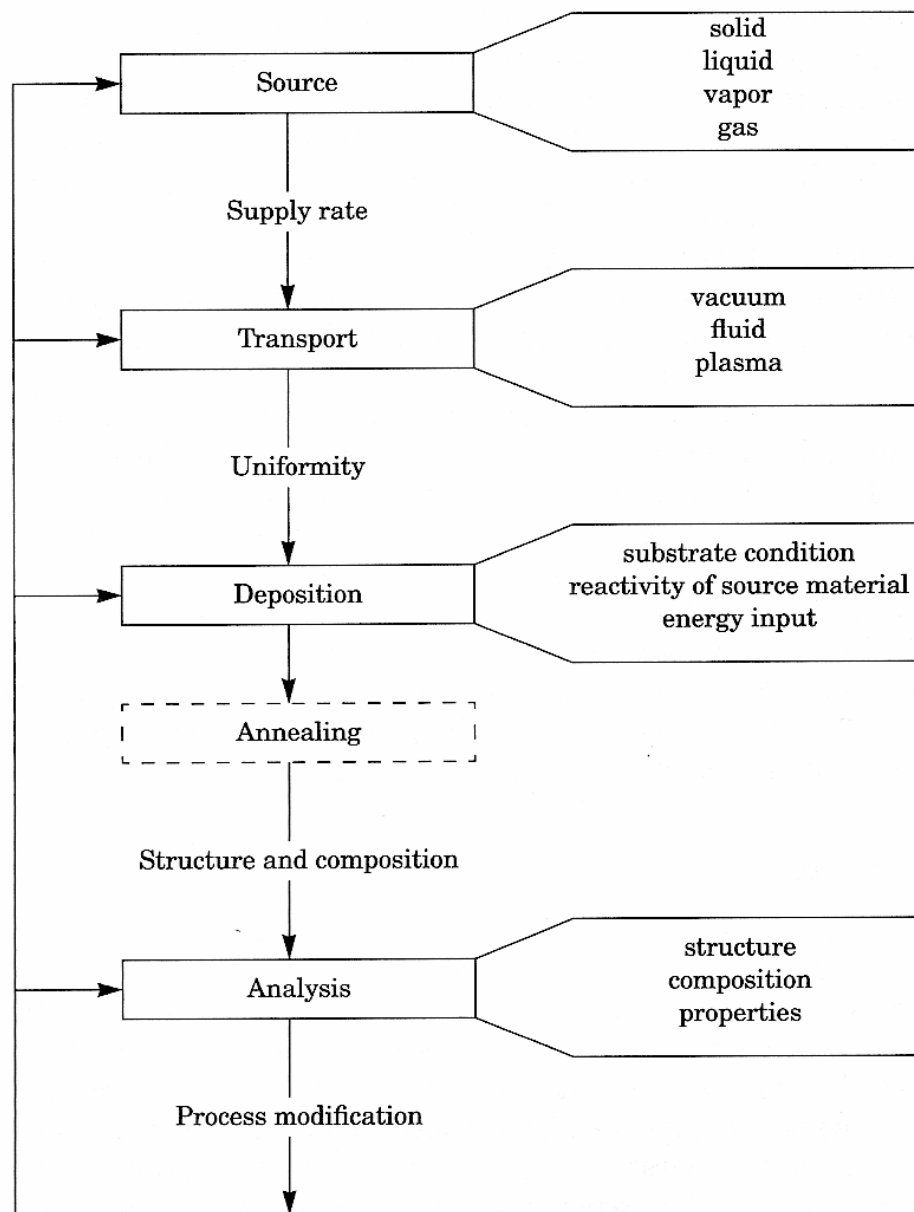 Source
solid
liquid
vapor
gas
Supply rate
Transport
vacuum
fluid
plasma
Uniformity
Deposition
substrate condition
reactivity of source material
energy input
Annealing
Structure and composition
Analysis
structure
composition
properties
Process modification